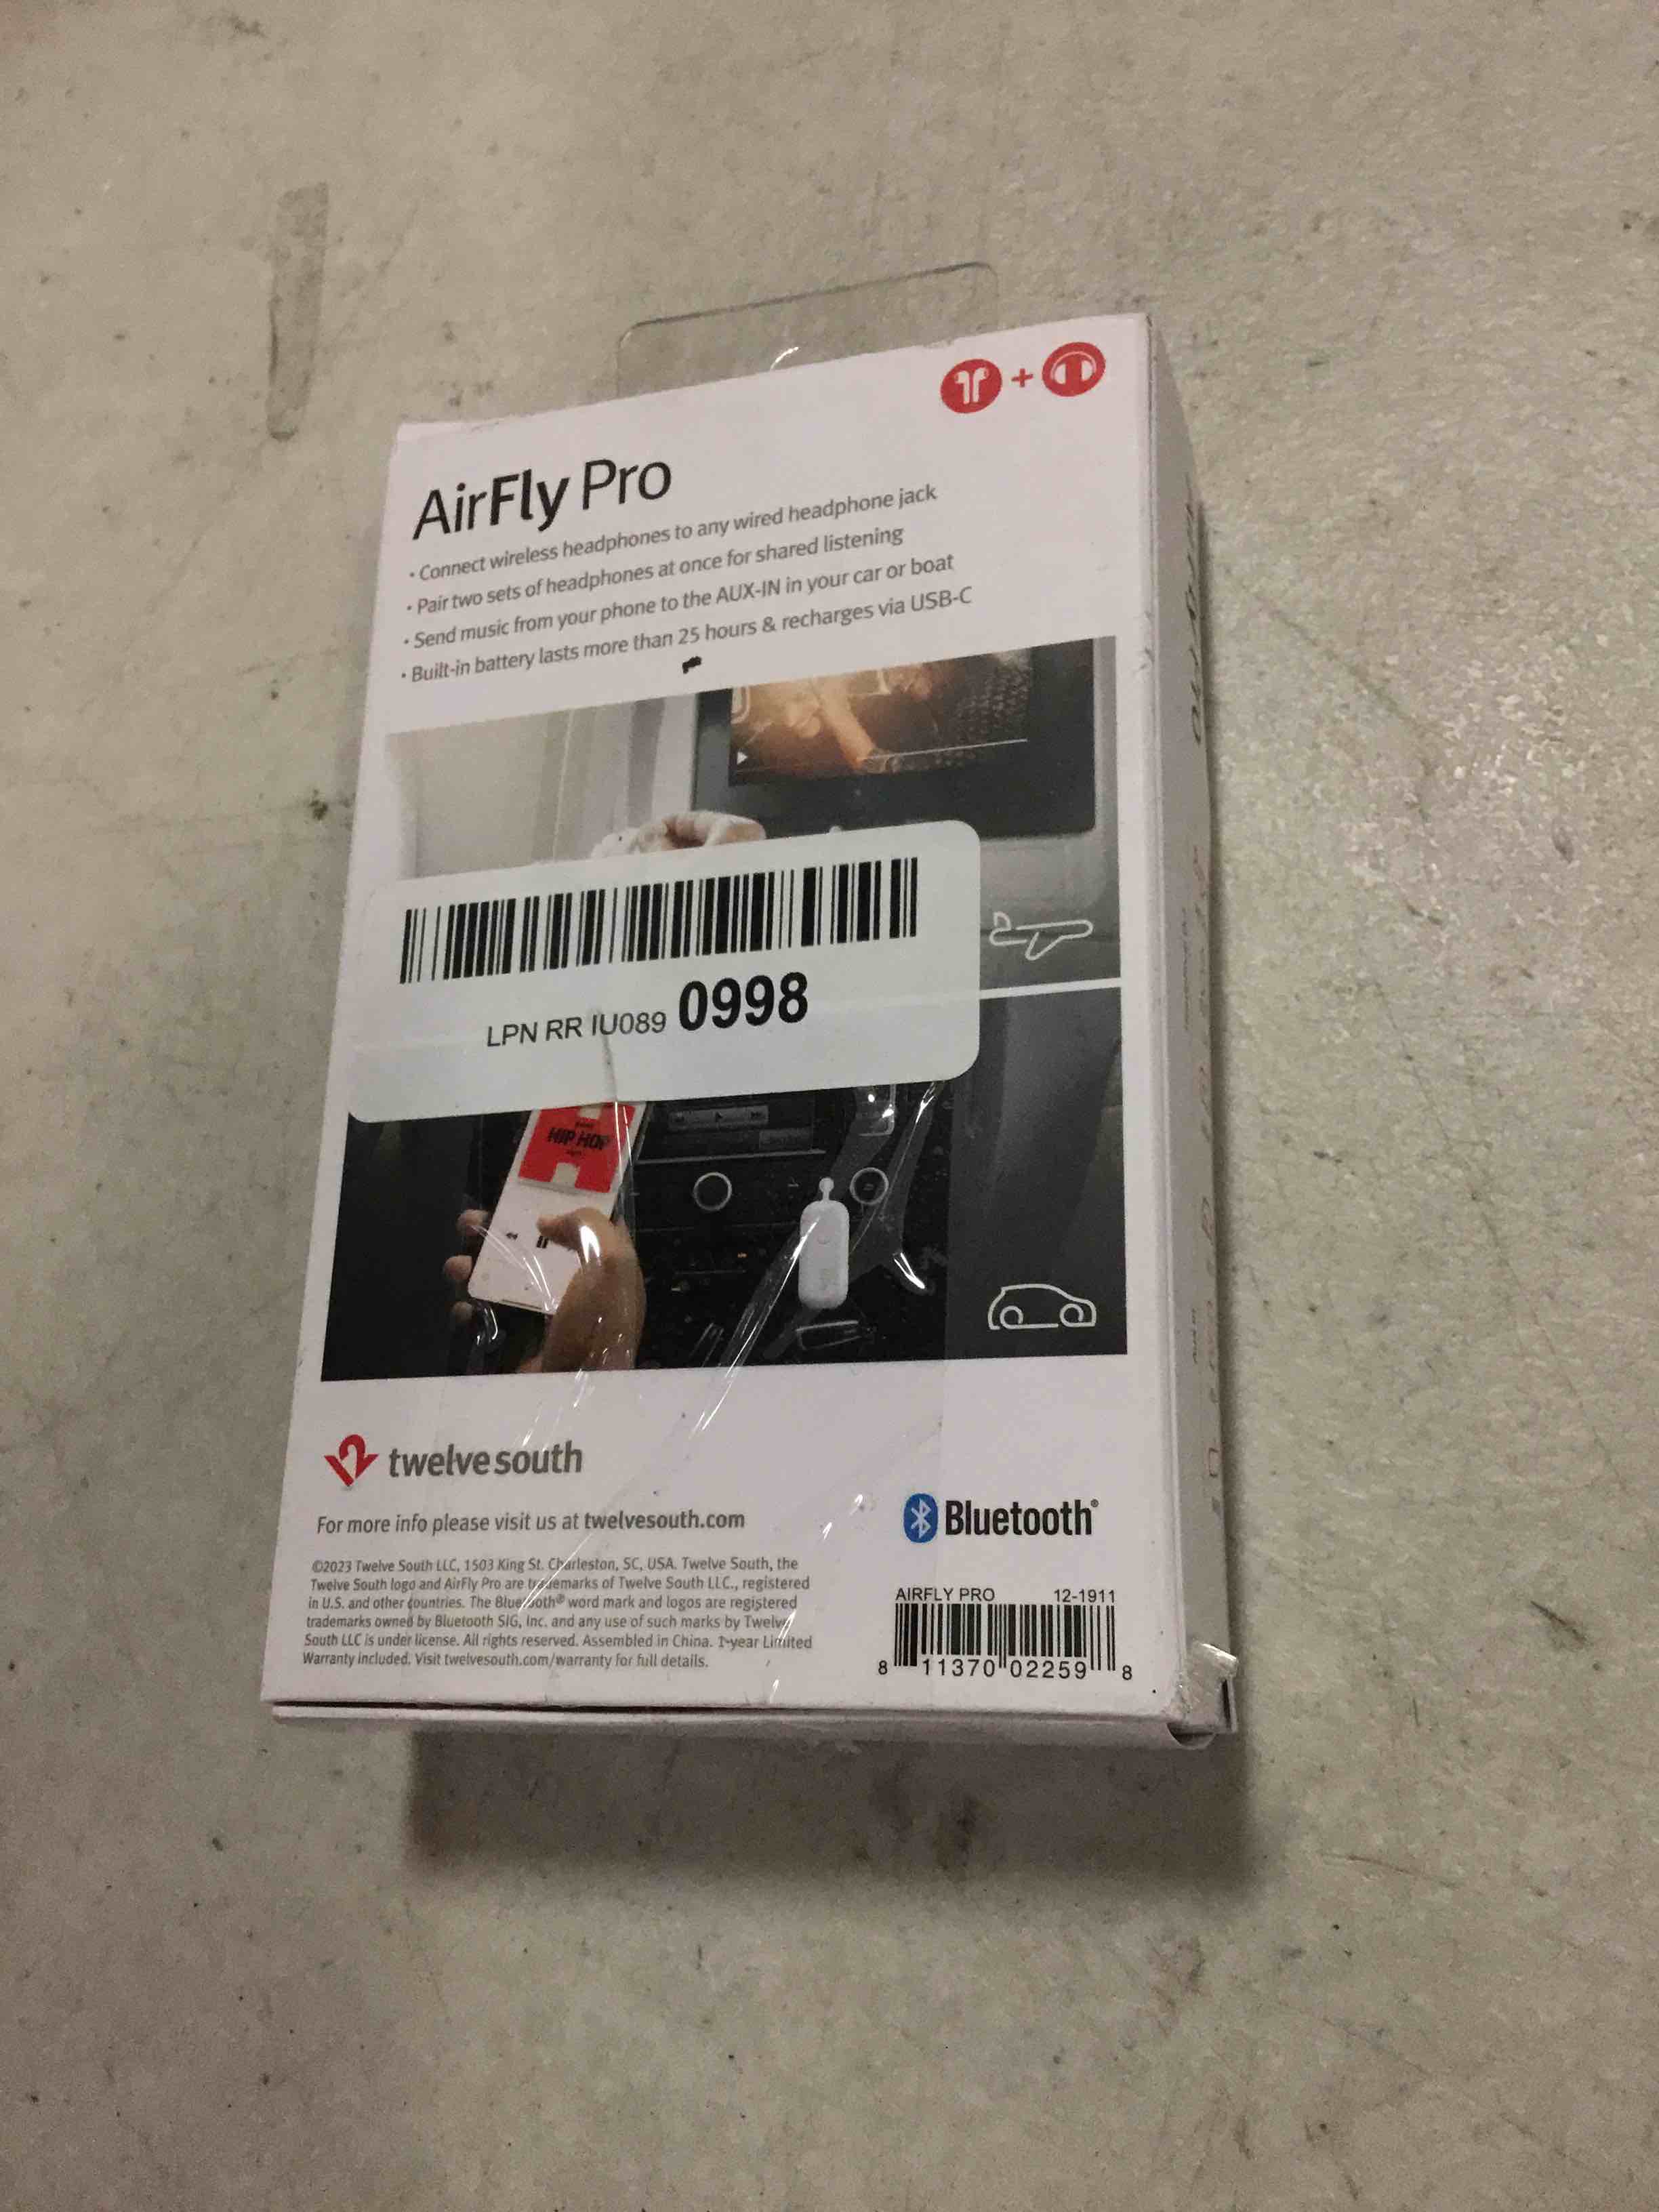 AirFly Pro
• Connect wireless headphones to any wired headphone jack
• Pair two sets of headphones at once for shared listening
• Send music from your phone to the AUX-IN in your car or boat
• Built-in battery lasts more than 25 hours & recharges via USB-C
LPN RR IU089 0998
HIP HOP
twelve south
For more info please visit us at twelvesouth.com
©2023 Twelve South LLC, 1503 King St. Charleston, SC, USA. Twelve South, the
Twelve South logo and AirFly Pro are trademarks of Twelve South LLC., registered
in U.S. and other countries. The Bluetooth® word mark and logos are registered
trademarks owned by Bluetooth SIG, Inc. and any use of such marks by Twelve
South LLC is under license. All rights reserved. Assembled in China. 1-year Limited
Warranty included. Visit twelvesouth.com/warranty for full details.
Bluetooth®
AIRFLY PRO 12-1911
8 11370 02259 8